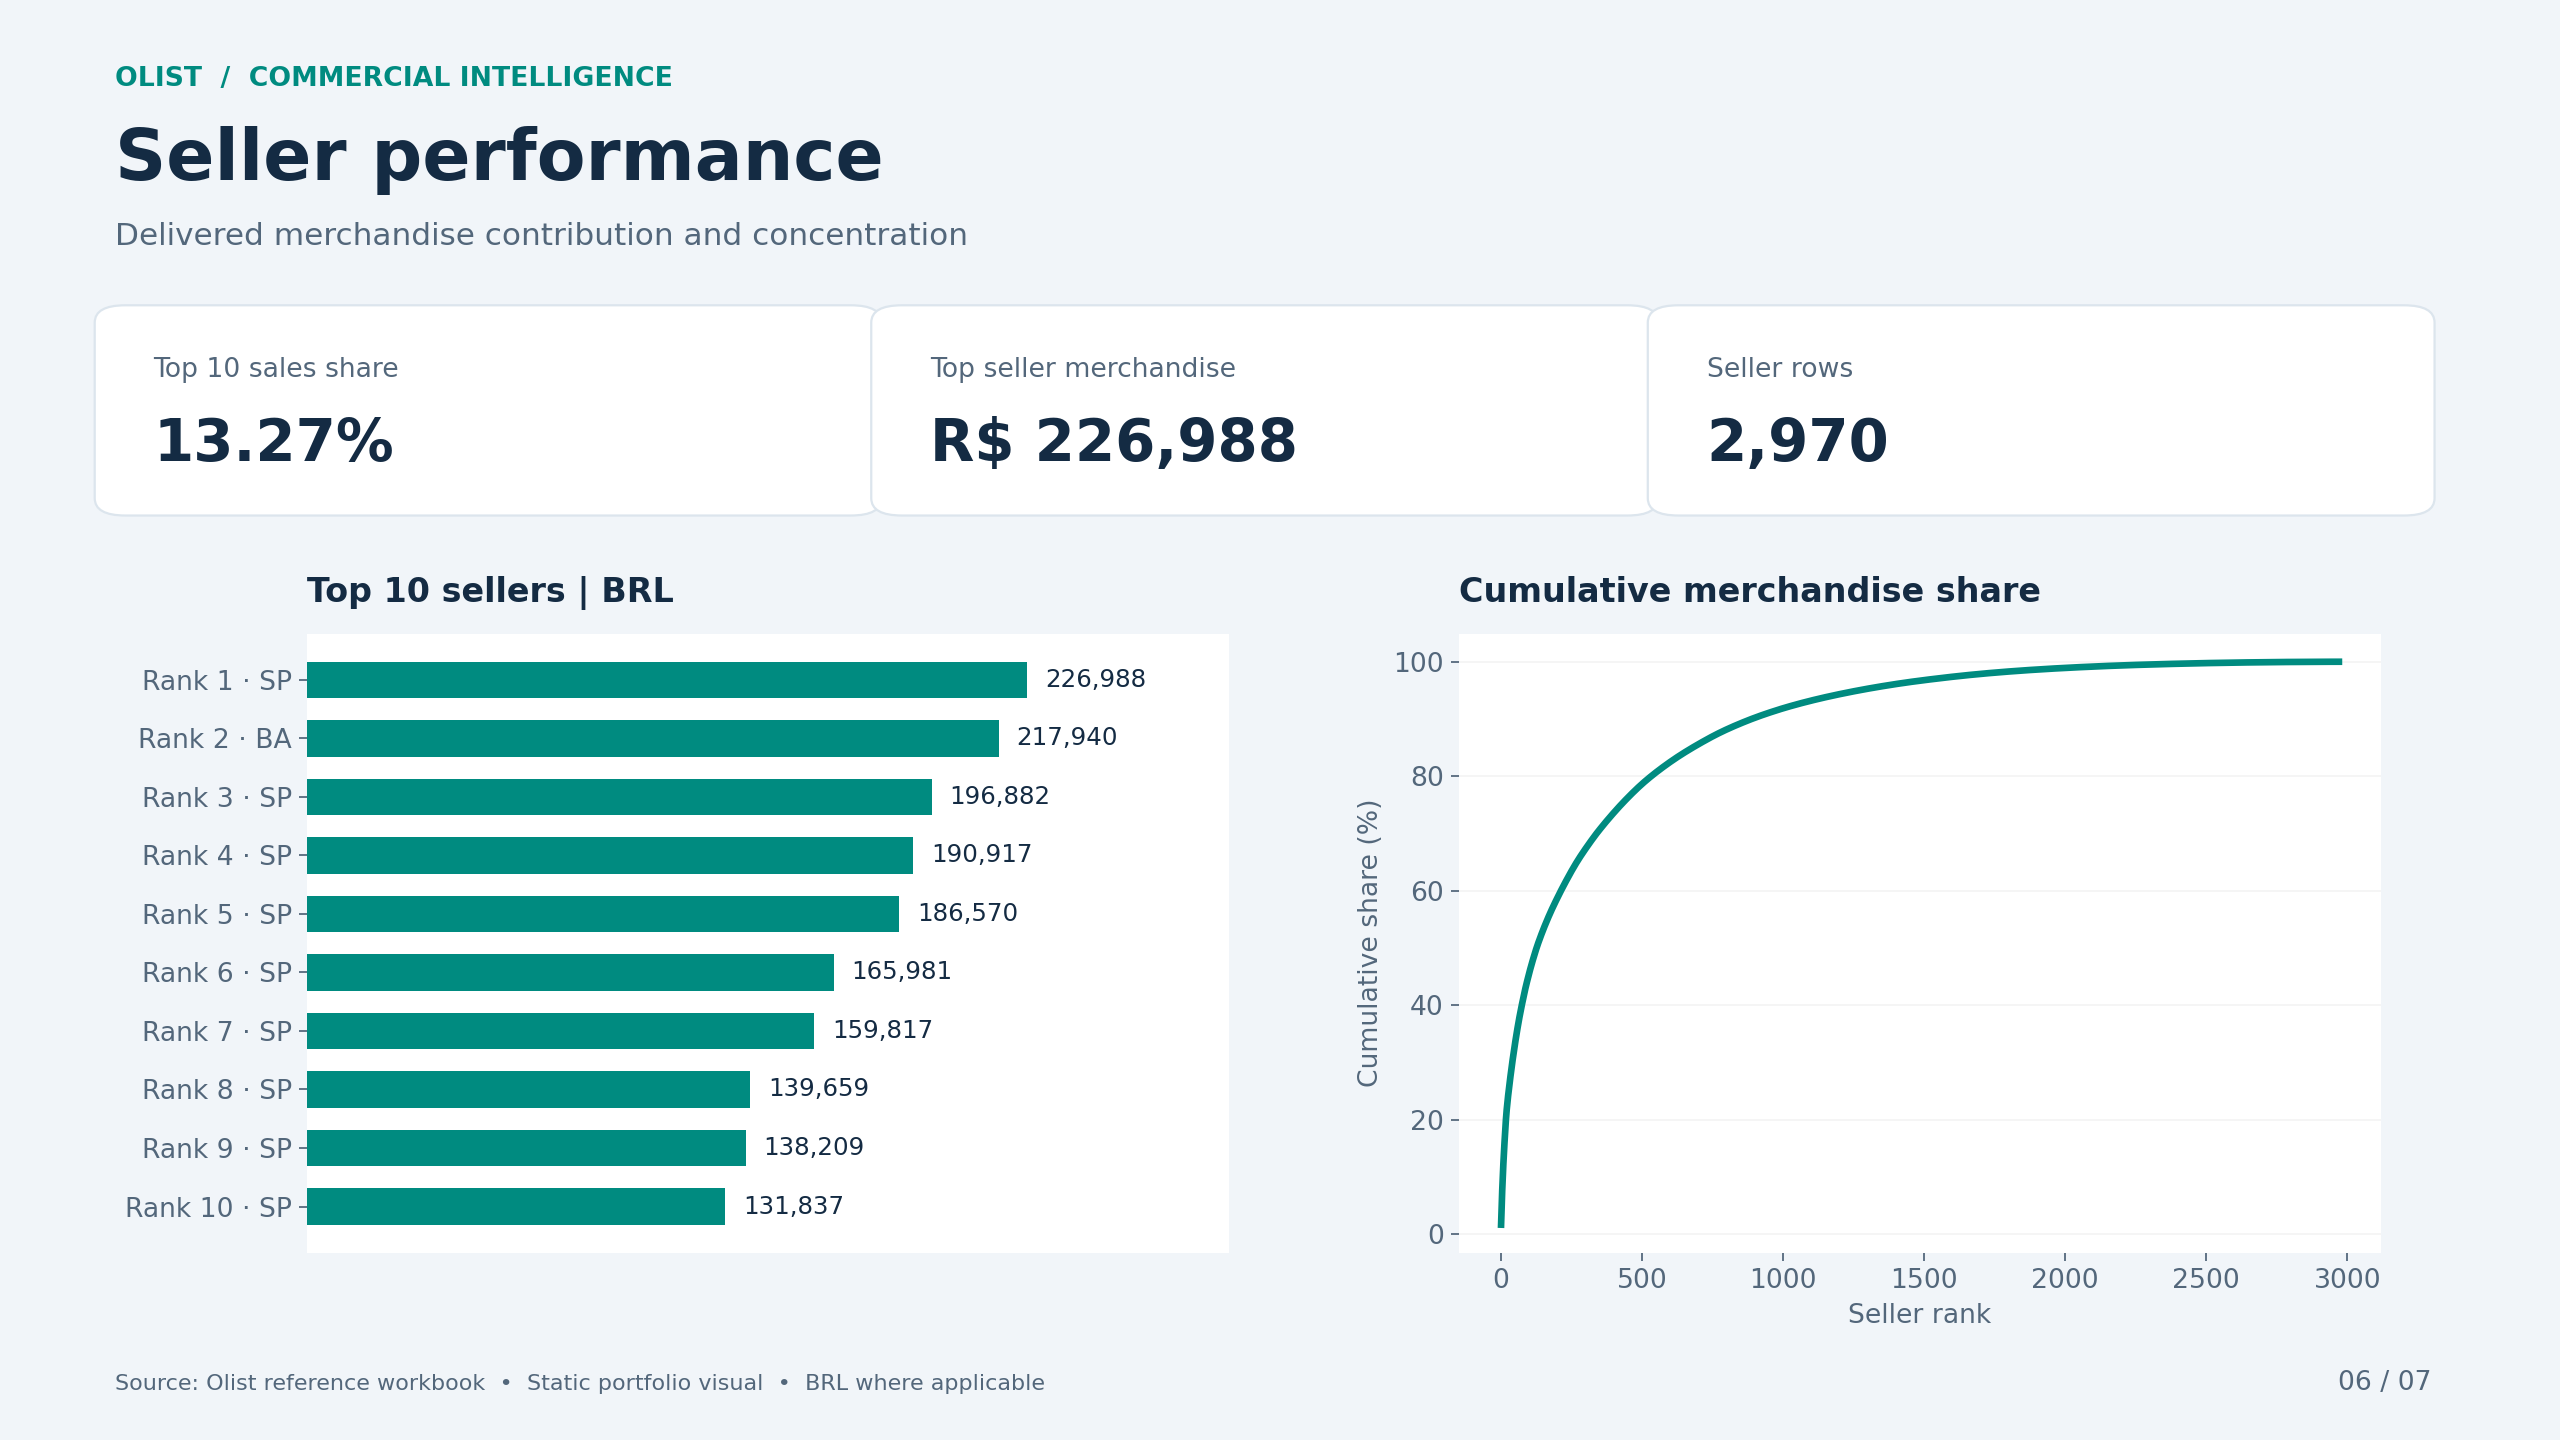 OLIST / COMMERCIAL INTELLIGENCE
Seller performance
Delivered merchandise contribution and concentration
Top 10 sales share
13.27%
Top seller merchandise
R$ 226,988
Seller rows
2,970
Top 10 sellers | BRL
Rank 1 · SP 226,988
Rank 2 · BA 217,940
Rank 3 · SP 196,882
Rank 4 · SP 190,917
Rank 5 · SP 186,570
Rank 6 · SP 165,981
Rank 7 · SP 159,817
Rank 8 · SP 139,659
Rank 9 · SP 138,209
Rank 10 · SP 131,837
Cumulative merchandise share
Cumulative share (%)
100
80
60
40
20
0
0 500 1000 1500 2000 2500 3000
Seller rank
Source: Olist reference workbook • Static portfolio visual • BRL where applicable
06 / 07